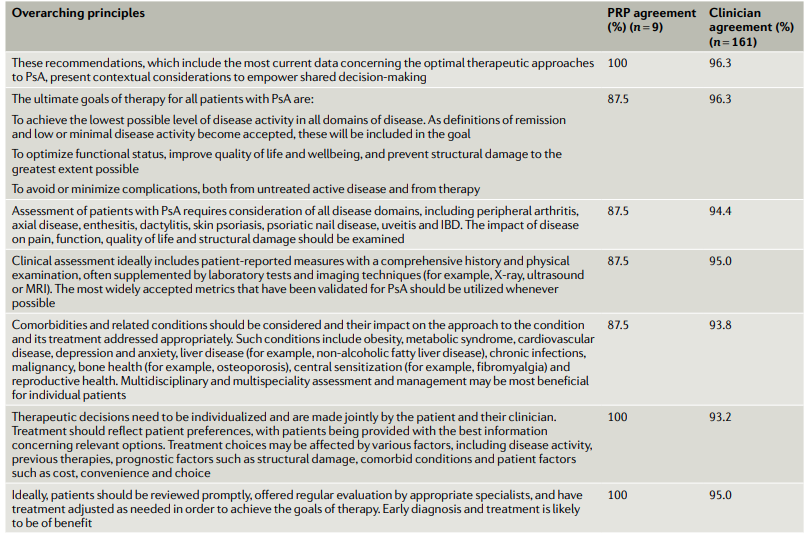 Overarching principles
PRP agreement
(%) (n = 9)
Clinician
agreement (%)
(n = 161)
These recommendations, which include the most current data concerning the optimal therapeutic approaches
to PsA, present contextual considerations to empower shared decision-making
100
96.3
The ultimate goals of therapy for all patients with PsA are:
87.5
96.3
To achieve the lowest possible level of disease activity in all domains of disease. As definitions of remission
and low or minimal disease activity become accepted, these will be included in the goal
To optimize functional status, improve quality of life and wellbeing, and prevent structural damage to the
greatest extent possible
To avoid or minimize complications, both from untreated active disease and from therapy
Assessment of patients with PsA requires consideration of all disease domains, including peripheral arthritis,
axial disease, enthesitis, dactylitis, skin psoriasis, psoriatic nail disease, uveitis and IBD. The impact of disease
on pain, function, quality of life and structural damage should be examined
87.5
94.4
Clinical assessment ideally includes patient-reported measures with a comprehensive history and physical
examination, often supplemented by laboratory tests and imaging techniques (for example, X-ray, ultrasound
or MRI). The most widely accepted metrics that have been validated for PsA should be utilized whenever
possible
87.5
95.0
Comorbidities and related conditions should be considered and their impact on the approach to the condition
and its treatment addressed appropriately. Such conditions include obesity, metabolic syndrome, cardiovascular
disease, depression and anxiety, liver disease (for example, non-alcoholic fatty liver disease), chronic infections,
malignancy, bone health (for example, osteoporosis), central sensitization (for example, fibromyalgia) and
reproductive health. Multidisciplinary and multispeciality assessment and management may be most beneficial
for individual patients
87.5
93.8
Therapeutic decisions need to be individualized and are made jointly by the patient and their clinician.
Treatment should reflect patient preferences, with patients being provided with the best information
concerning relevant options. Treatment choices may be affected by various factors, including disease activity,
previous therapies, prognostic factors such as structural damage, comorbid conditions and patient factors
such as cost, convenience and choice
100
93.2
Ideally, patients should be reviewed promptly, offered regular evaluation by appropriate specialists, and have
treatment adjusted as needed in order to achieve the goals of therapy. Early diagnosis and treatment is likely
to be of benefit
100
95.0